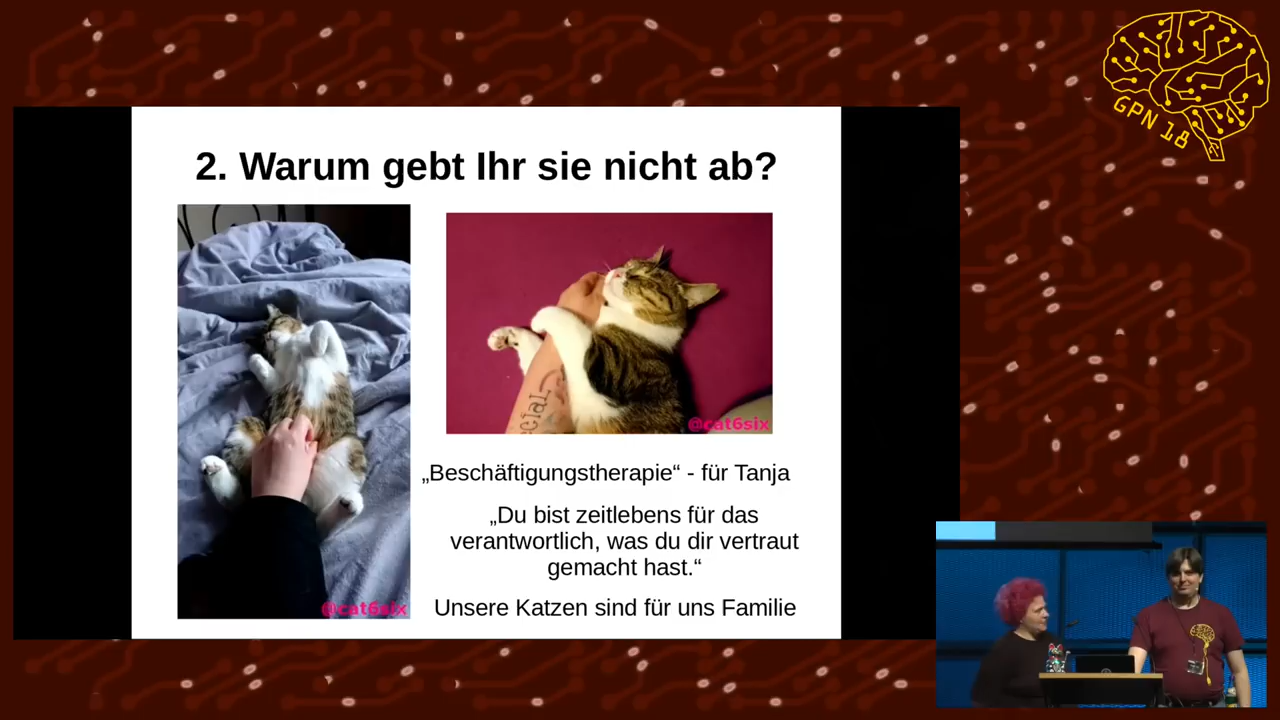 GPN 18
2. Warum gebt Ihr sie nicht ab?
ecial
@cat6six
@cat6six
„Beschäftigungstherapie“ - für Tanja
„Du bist zeitlebens für das
verantwortlich, was du dir vertraut
gemacht hast.“
Unsere Katzen sind für uns Familie